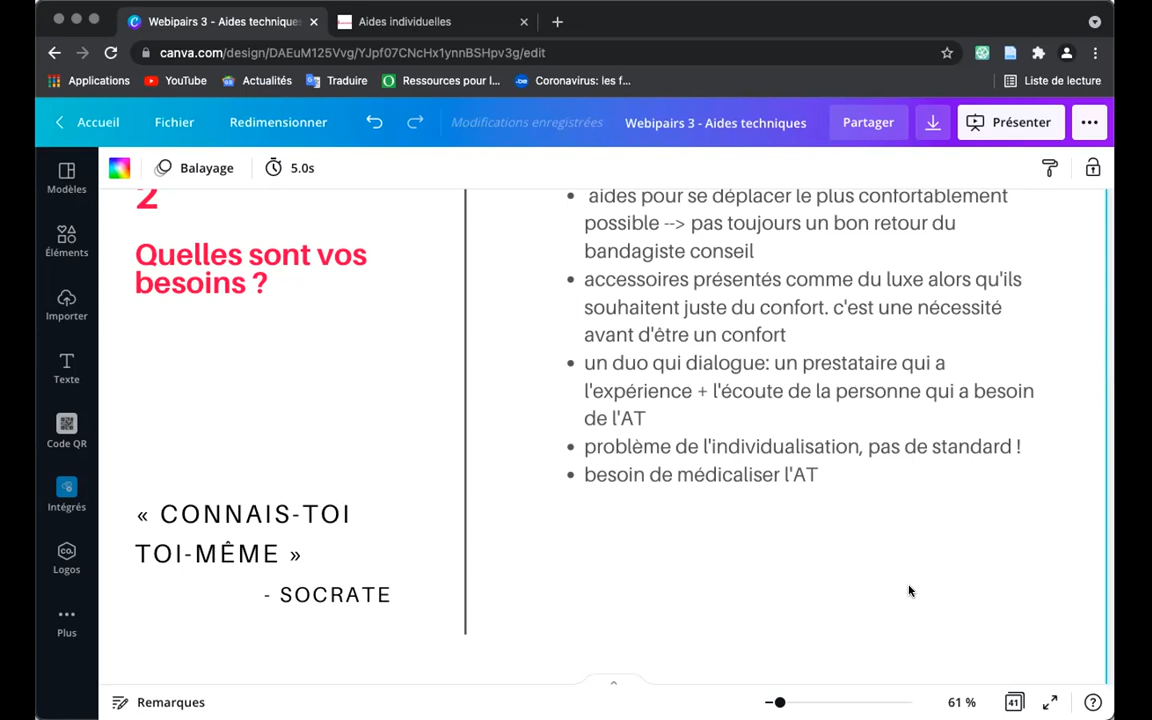 Webipairs 3 - Aides technique
Aides individuelles
canva.com/design/DAEuM125Vvg/YJpf07CNcHx1ynnBSHpv3g/edit
Applications
YouTube
Actualités
Traduire
Ressources pour l...
Coronavirus: les f...
Liste de lecture
Accueil
Fichier
Redimensionner
Modifications enregistrées
Webipairs 3 - Aides techniques
Partager
Présenter
Balayage
5.0s
Modèles
Éléments
Importer
Texte
Code QR
Intégrés
CO.
Logos
Plus
2
Quelles sont vos
besoins ?
« CONNAIS-TOI
TOI-MÊME »
- SOCRATE
• aides pour se déplacer le plus confortablement
possible --> pas toujours un bon retour du
bandagiste conseil
• accessoires présentés comme du luxe alors qu'ils
souhaitent juste du confort. c'est une nécessité
avant d'être un confort
• un duo qui dialogue: un prestataire qui a
l'expérience + l'écoute de la personne qui a besoin
de l'AT
• problème de l'individualisation, pas de standard !
• besoin de médicaliser l'AT
Remarques
61 %
41